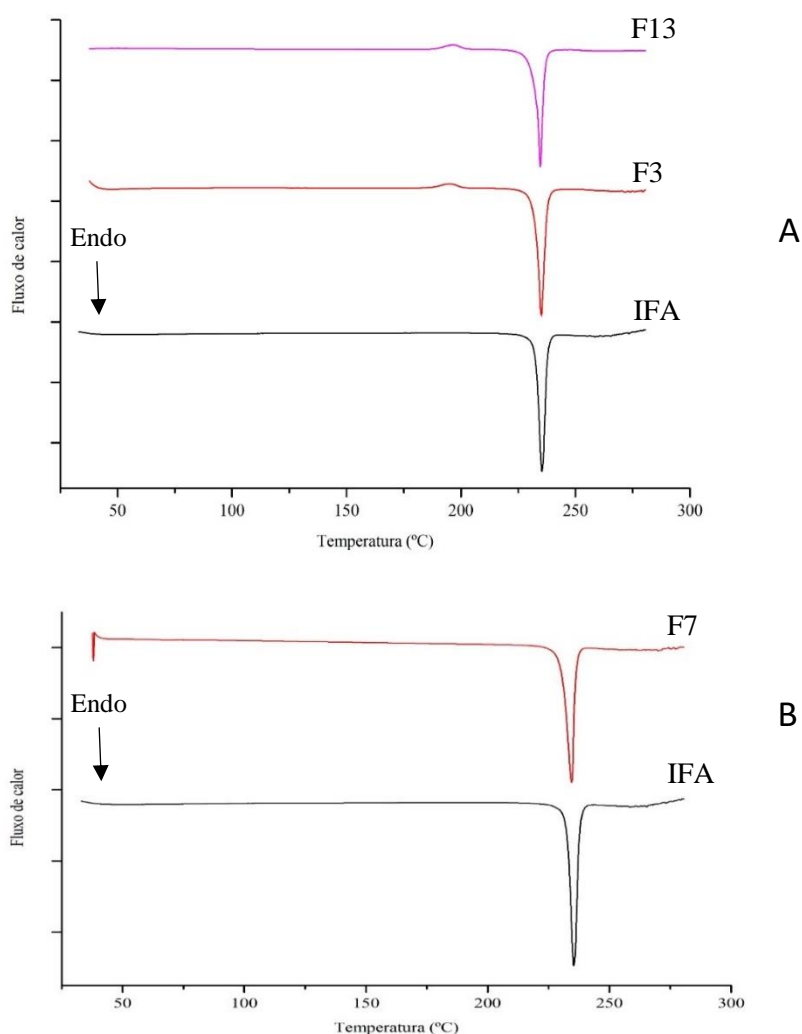 F13
F3
Endo
IFA
Fluxo de calor
A
50 100 150 200 250 300
Temperatura (ºC)
F7
Endo
IFA
Fluxo de calor
B
50 100 150 200 250 300
Temperatura (ºC)